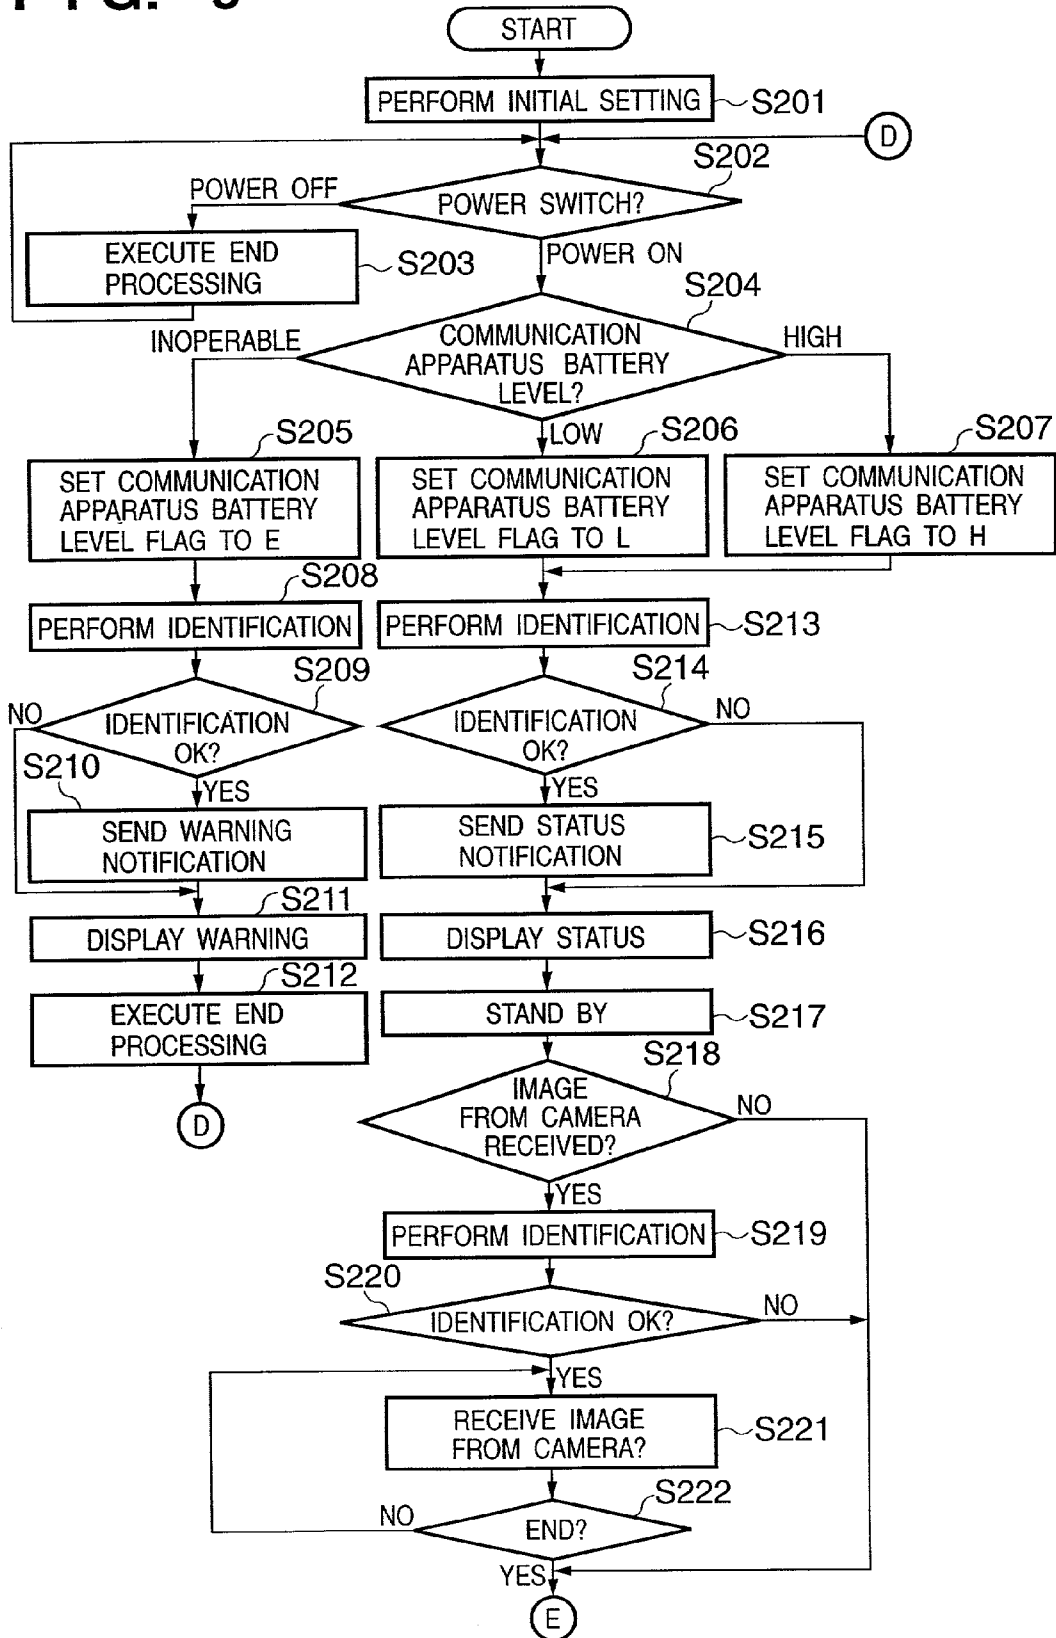 FIG.
START
PERFORM INITIAL SETTING
S201
D
S202
POWER OFF
POWER SWITCH?
EXECUTE END
PROCESSING
S203
POWER ON
S204
INOPERABLE
COMMUNICATION
APPARATUS BATTERY
LEVEL?
HIGH
LOW
S205
SET COMMUNICATION
APPARATUS BATTERY
LEVEL FLAG TO E
S206
SET COMMUNICATION
APPARATUS BATTERY
LEVEL FLAG TO L
S207
SET COMMUNICATION
APPARATUS BATTERY
LEVEL FLAG TO H
S208
PERFORM IDENTIFICATION
PERFORM IDENTIFICATION
S213
S209
NO
IDENTIFICATION
OK?
S214
IDENTIFICATION
OK?
NO
S210
YES
YES
SEND WARNING
NOTIFICATION
SEND STATUS
NOTIFICATION
S215
S211
DISPLAY WARNING
DISPLAY STATUS
S216
S212
EXECUTE END
PROCESSING
STAND BY
S217
D
S218
IMAGE
FROM CAMERA
RECEIVED?
NO
YES
PERFORM IDENTIFICATION
S219
S220
IDENTIFICATION OK?
NO
YES
RECEIVE IMAGE
FROM CAMERA?
S221
S222
NO
END?
YES
E